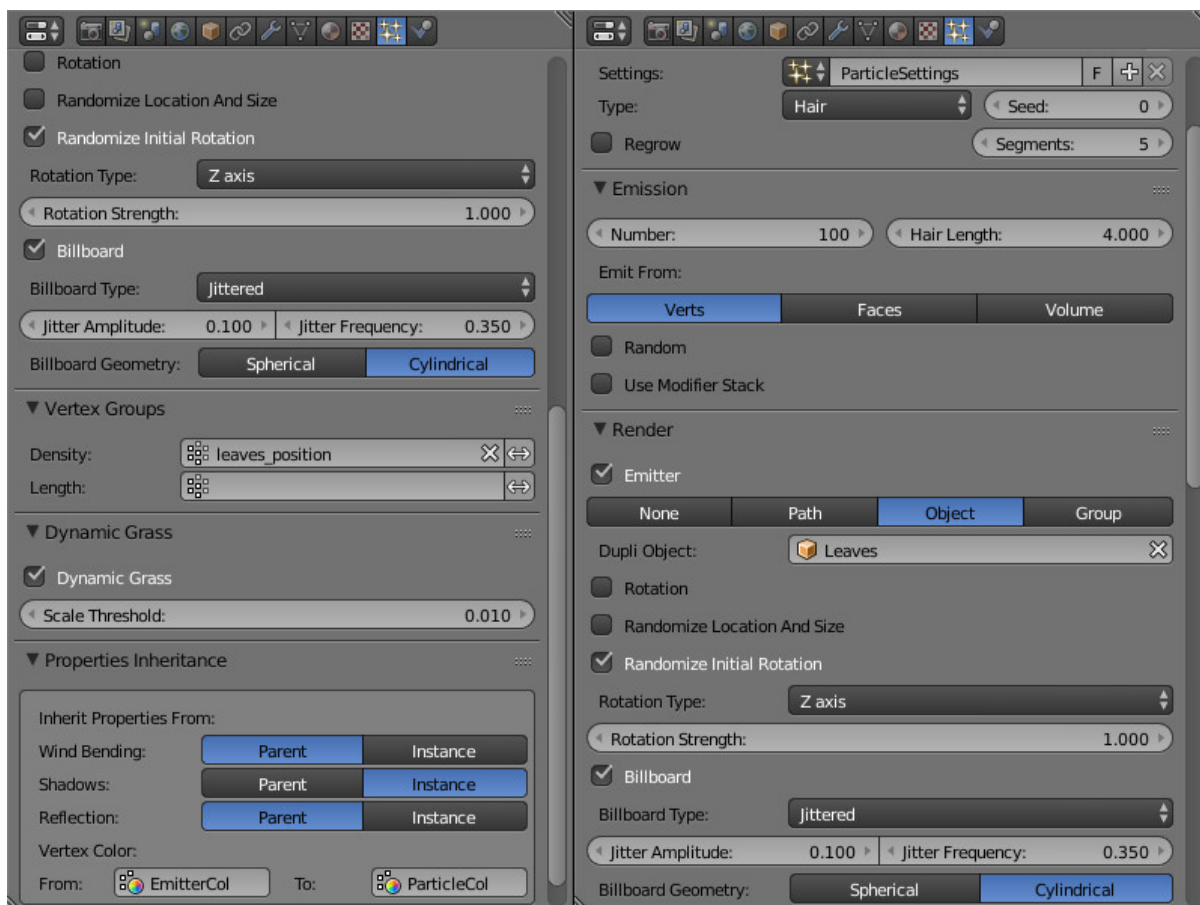 Rotation
Randomize Location And Size
Randomize Initial Rotation
Rotation Type: Z axis
Rotation Strength: 1.000
Billboard
Billboard Type: Jittered
Jitter Amplitude: 0.100 Jitter Frequency: 0.350
Billboard Geometry: Spherical Cylindrical
Vertex Groups
Density: leaves_position
Length:
Dynamic Grass
Dynamic Grass
Scale Threshold: 0.010
Properties Inheritance
Inherit Properties From:
Wind Bending: Parent Instance
Shadows: Parent Instance
Reflection: Parent Instance
Vertex Color:
From: EmitterCol To: ParticleCol
Settings: ParticleSettings F
Type: Hair Seed: 0
Regrow Segments: 5
Emission
Number: 100 Hair Length: 4.000
Emit From:
Verts Faces Volume
Random
Use Modifier Stack
Render
Emitter
None Path Object Group
Dupli Object: Leaves
Rotation
Randomize Location And Size
Randomize Initial Rotation
Rotation Type: Z axis
Rotation Strength: 1.000
Billboard
Billboard Type: Jittered
Jitter Amplitude: 0.100 Jitter Frequency: 0.350
Billboard Geometry: Spherical Cylindrical